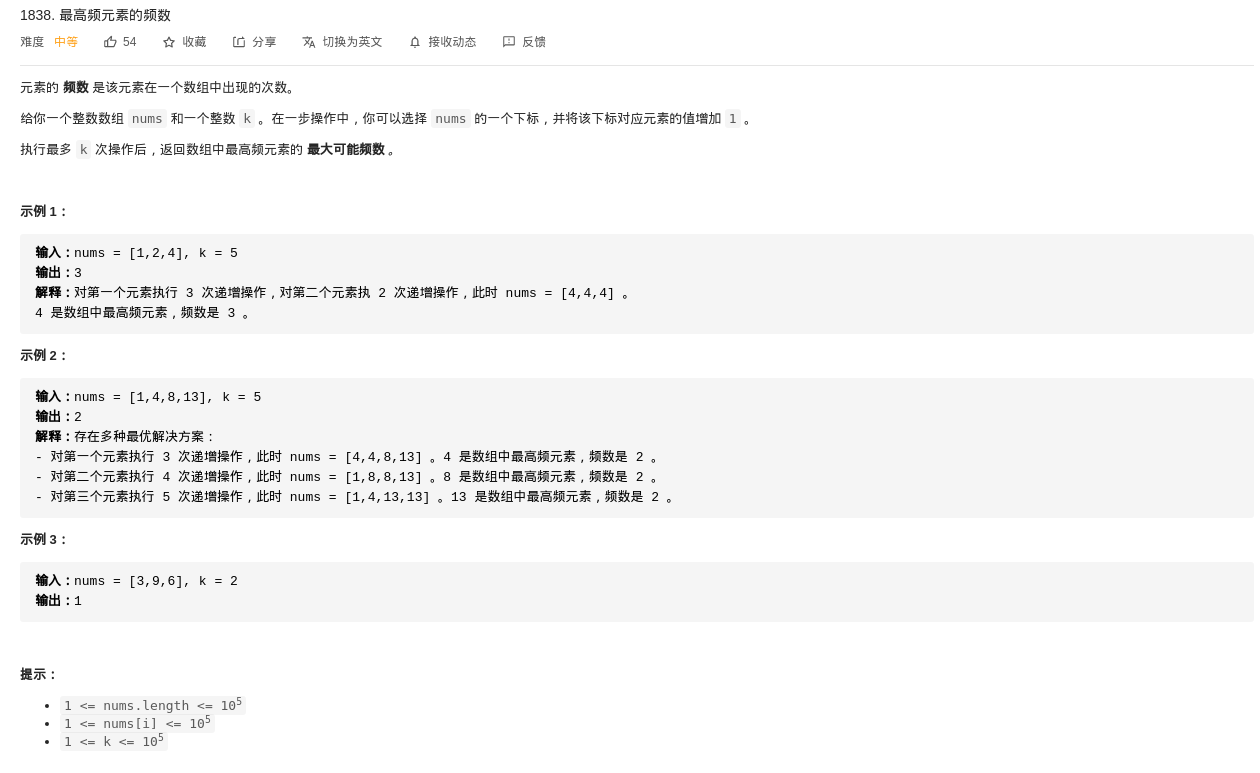 1838. 最高频元素的频数
难度 中等 54 收藏 分享 切换为英文 接收动态 反馈
元素的 频数 是该元素在一个数组中出现的次数。
给你一个整数数组 nums 和一个整数 k 。在一步操作中，你可以选择 nums 的一个下标，并将该下标对应元素的值增加 1 。
执行最多 k 次操作后，返回数组中最高频元素的 最大可能频数 。
示例 1：
输入：nums = [1,2,4], k = 5
输出：3
解释：对第一个元素执行 3 次递增操作，对第二个元素执 2 次递增操作，此时 nums = [4,4,4] 。
4 是数组中最高频元素，频数是 3 。
示例 2：
输入：nums = [1,4,8,13], k = 5
输出：2
解释：存在多种最优解决方案：
- 对第一个元素执行 3 次递增操作，此时 nums = [4,4,8,13] 。4 是数组中最高频元素，频数是 2 。
- 对第二个元素执行 4 次递增操作，此时 nums = [1,8,8,13] 。8 是数组中最高频元素，频数是 2 。
- 对第三个元素执行 5 次递增操作，此时 nums = [1,4,13,13] 。13 是数组中最高频元素，频数是 2 。
示例 3：
输入：nums = [3,9,6], k = 2
输出：1
提示：
• 1 <= nums.length <= 10⁵
• 1 <= nums[i] <= 10⁵
• 1 <= k <= 10⁵